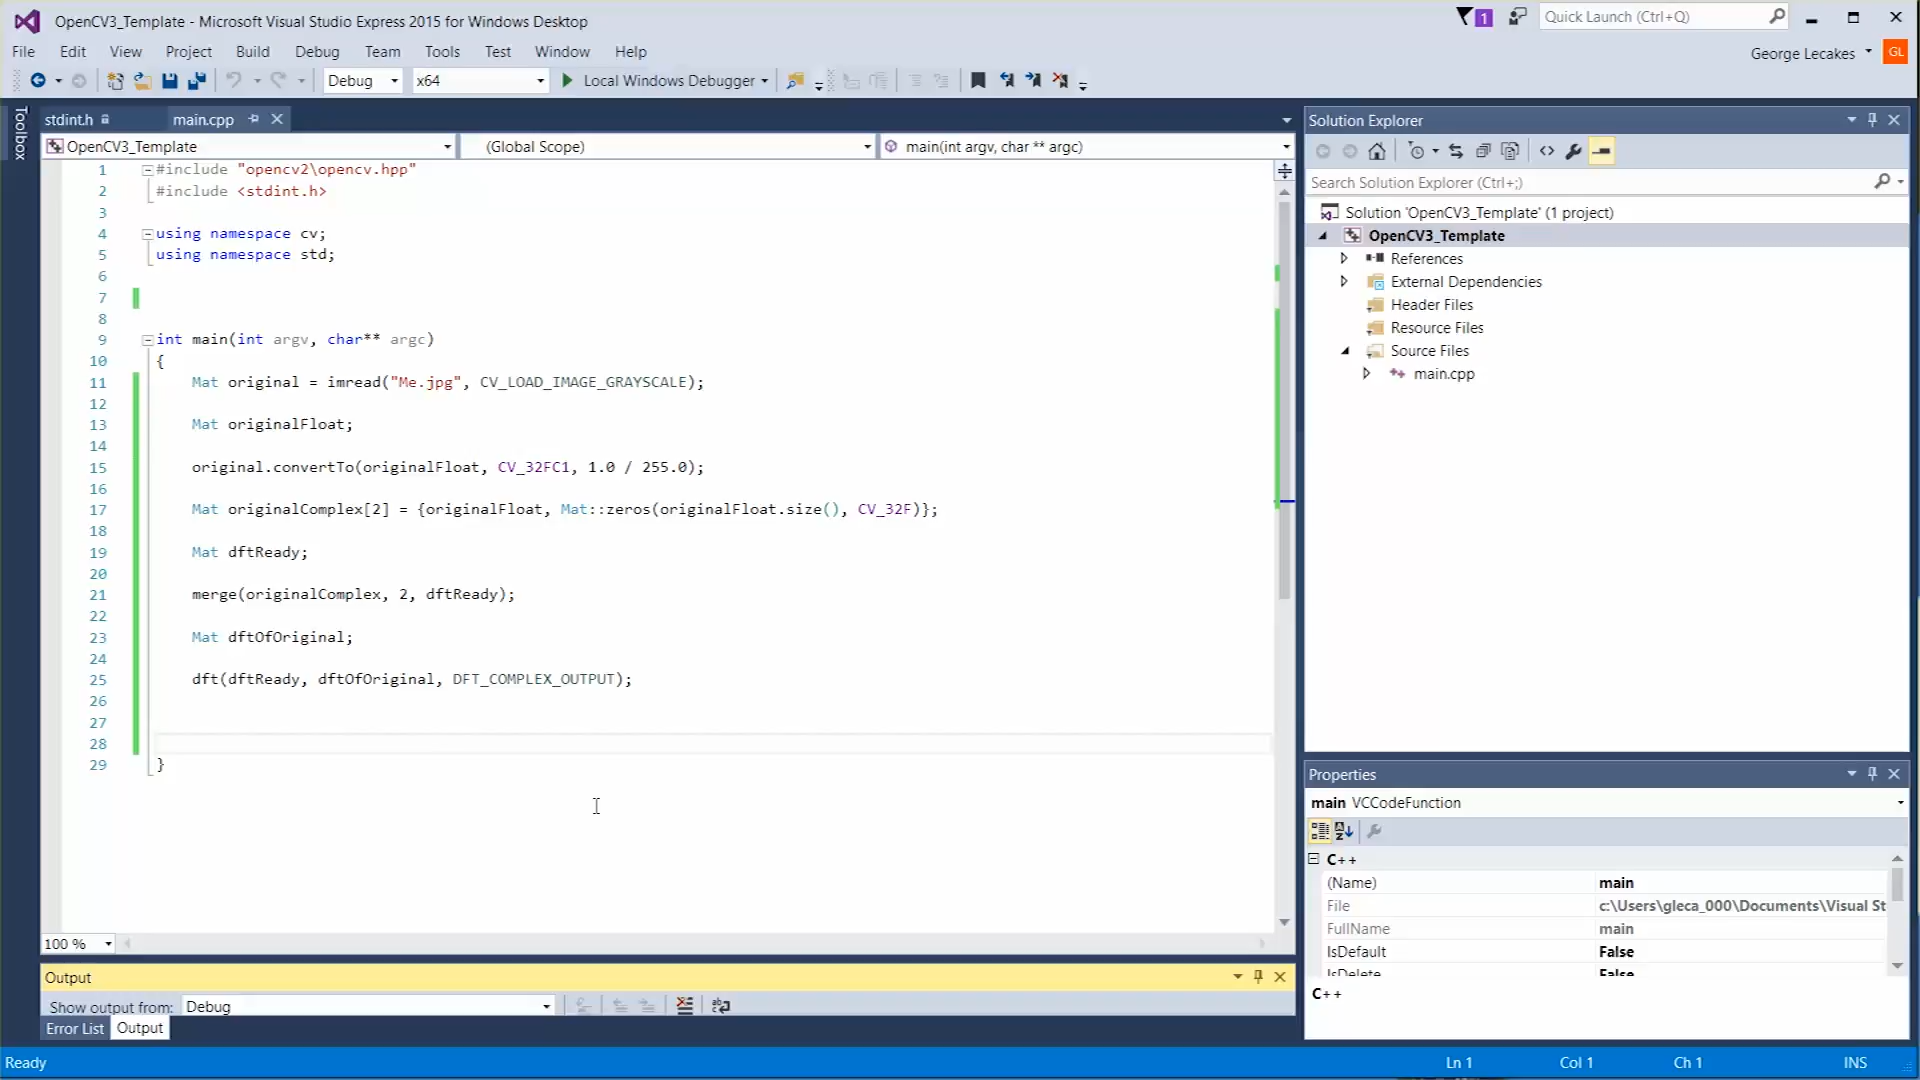 OpenCV3_Template - Microsoft Visual Studio Express 2015 for Windows Desktop
1
Quick Launch (Ctrl+Q)
File Edit View Project Build Debug Team Tools Test Window Help
George Lecakes GL
Debug x64 Local Windows Debugger
Toolbox
stdint.h main.cpp
OpenCV3_Template (Global Scope) main(int argv, char ** argc)
1 #include "opencv2\opencv.hpp"
2 #include <stdint.h>
3
4 using namespace cv;
5 using namespace std;
6
7
8
9 int main(int argv, char** argc)
10 {
11 Mat original = imread("Me.jpg", CV_LOAD_IMAGE_GRAYSCALE);
12
13 Mat originalFloat;
14
15 original.convertTo(originalFloat, CV_32FC1, 1.0 / 255.0);
16
17 Mat originalComplex[2] = {originalFloat, Mat::zeros(originalFloat.size(), CV_32F)};
18
19 Mat dftReady;
20
21 merge(originalComplex, 2, dftReady);
22
23 Mat dftOfOriginal;
24
25 dft(dftReady, dftOfOriginal, DFT_COMPLEX_OUTPUT);
26
27
28
29 }
100 %
Output
Show output from: Debug
Error List Output
Solution Explorer
Search Solution Explorer (Ctrl+;)
Solution 'OpenCV3_Template' (1 project)
OpenCV3_Template
References
External Dependencies
Header Files
Resource Files
Source Files
main.cpp
Properties
main VCCodeFunction
C++
(Name) main
File c:\Users\gleca_000\Documents\Visual St
FullName main
IsDefault False
IsDelete False
C++
Ready Ln 1 Col 1 Ch 1 INS